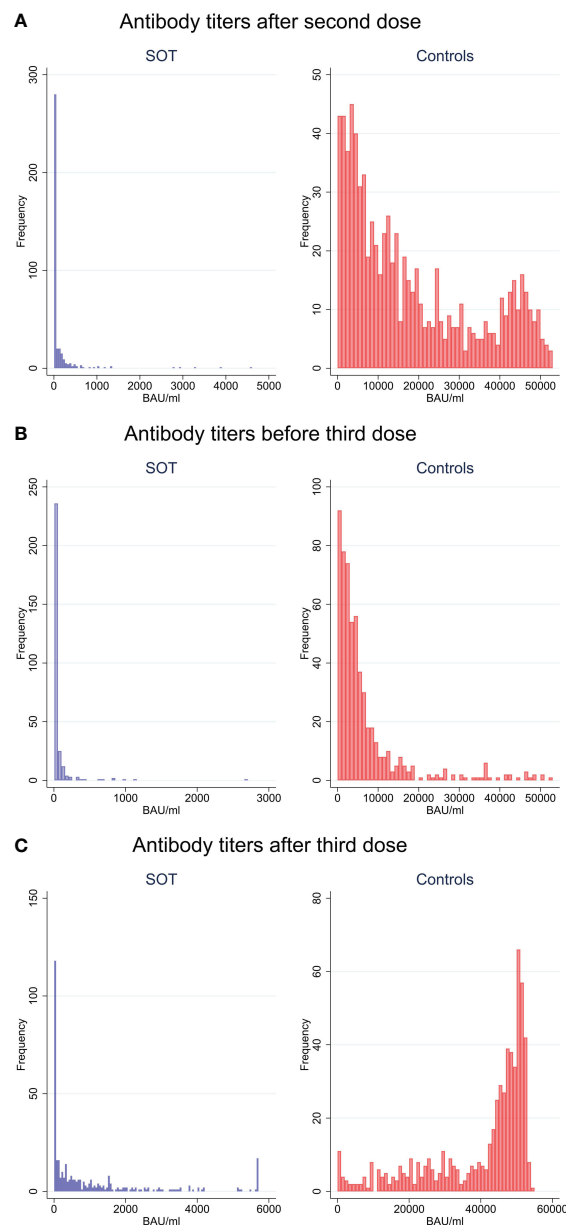 A Antibody titers after second dose
SOT Controls
Frequency
0 100 200 300
0 1000 2000 3000 4000 5000
BAU/ml
Frequency
0 10 20 30 40 50
0 10000 20000 30000 40000 50000
BAU/ml
B Antibody titers before third dose
SOT Controls
Frequency
0 50 100 150 200 250
0 1000 2000 3000
BAU/ml
Frequency
0 20 40 60 80 100
0 10000 20000 30000 40000 50000
BAU/ml
C Antibody titers after third dose
SOT Controls
Frequency
0 50 100 150
0 2000 4000 6000
BAU/ml
Frequency
0 20 40 60 80
0 20000 40000 60000
BAU/ml